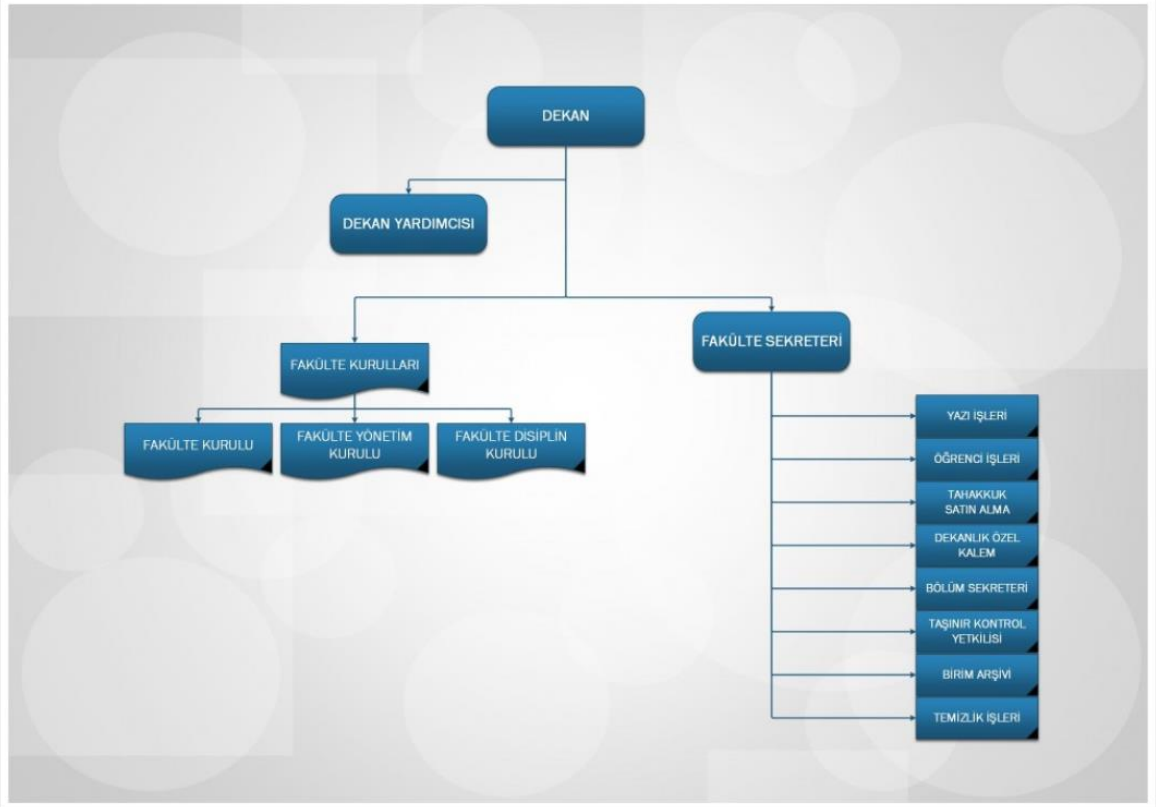 DEKAN
DEKAN YARDIMCISI
FAKÜLTE KURULLARI
FAKÜLTE SEKRETERİ
FAKÜLTE KURULU
FAKÜLTE YÖNETİM
KURULU
FAKÜLTE DİSİPLİN
KURULU
YAZI İŞLERİ
ÖĞRENCİ İŞLERİ
TAHAKKUK
SATIN ALMA
DEKANLIK ÖZEL
KALEM
BÖLÜM SEKRETERİ
TAŞINIR KONTROL
YETKİLİSİ
BİRİM ARŞİVİ
TEMİZLİK İŞLERİ